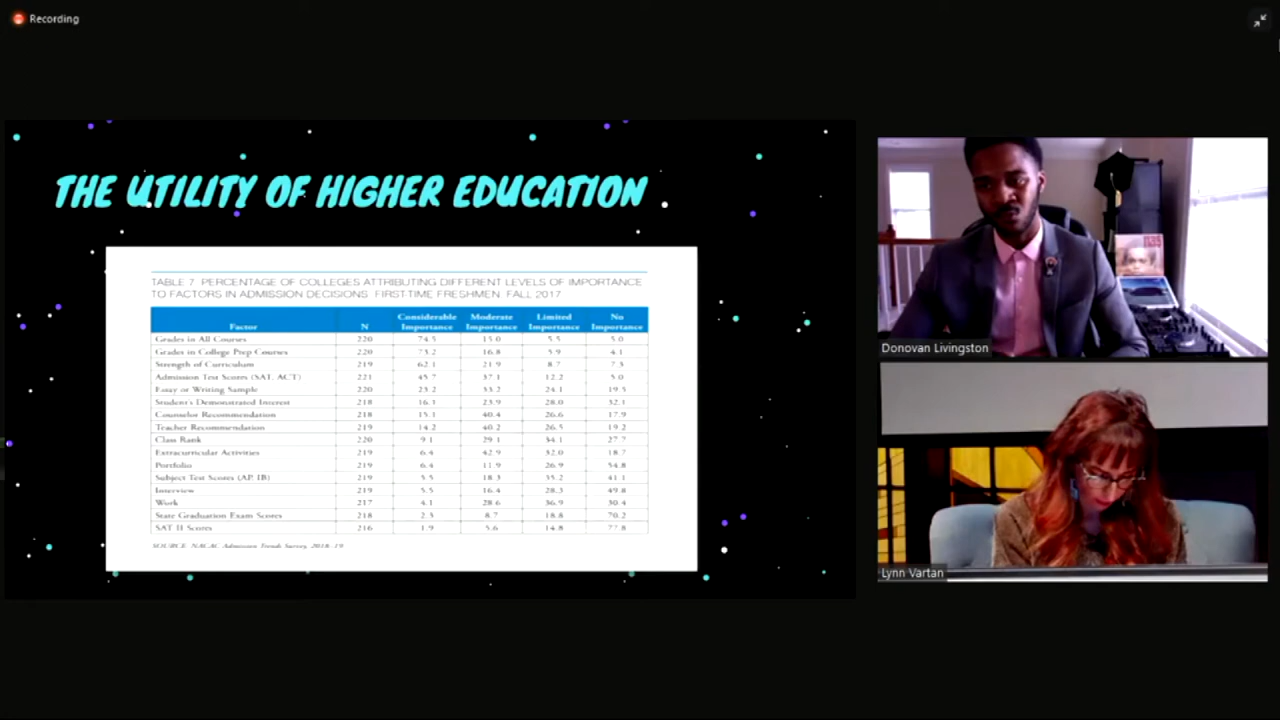 Recording
THE UTILITY OF HIGHER EDUCATION
TABLE 7. PERCENTAGE OF COLLEGES ATTRIBUTING DIFFERENT LEVELS OF IMPORTANCE
TO FACTORS IN ADMISSION DECISIONS: FIRST-TIME FRESHMEN, FALL 2017
Factor N Considerable Importance Moderate Importance Limited Importance No Importance
Grades in All Courses 220 74.5 15.0 5.5 5.0
Grades in College Prep Courses 220 73.2 16.8 5.9 4.1
Strength of Curriculum 219 62.1 21.9 8.7 7.3
Admission Test Scores (SAT, ACT) 221 45.7 37.1 12.2 5.0
Essay or Writing Sample 220 23.2 33.2 24.1 19.5
Student's Demonstrated Interest 218 16.1 23.9 28.0 32.1
Counselor Recommendation 218 15.1 40.4 26.6 17.9
Teacher Recommendation 219 14.2 40.2 26.5 19.2
Class Rank 220 9.1 29.1 34.1 27.7
Extracurricular Activities 219 6.4 42.9 32.0 18.7
Portfolio 219 6.4 11.9 26.9 54.8
Subject Test Scores (AP, IB) 219 5.5 18.3 35.2 41.1
Interview 219 5.5 16.4 28.3 49.8
Work 217 4.1 28.6 36.9 30.4
State Graduation Exam Scores 218 2.3 8.7 18.8 70.2
SAT II Scores 216 1.9 5.6 14.8 77.8
SOURCE: NACAC Admission Trends Survey, 2018-19
Donovan Livingston
Lynn Vartan